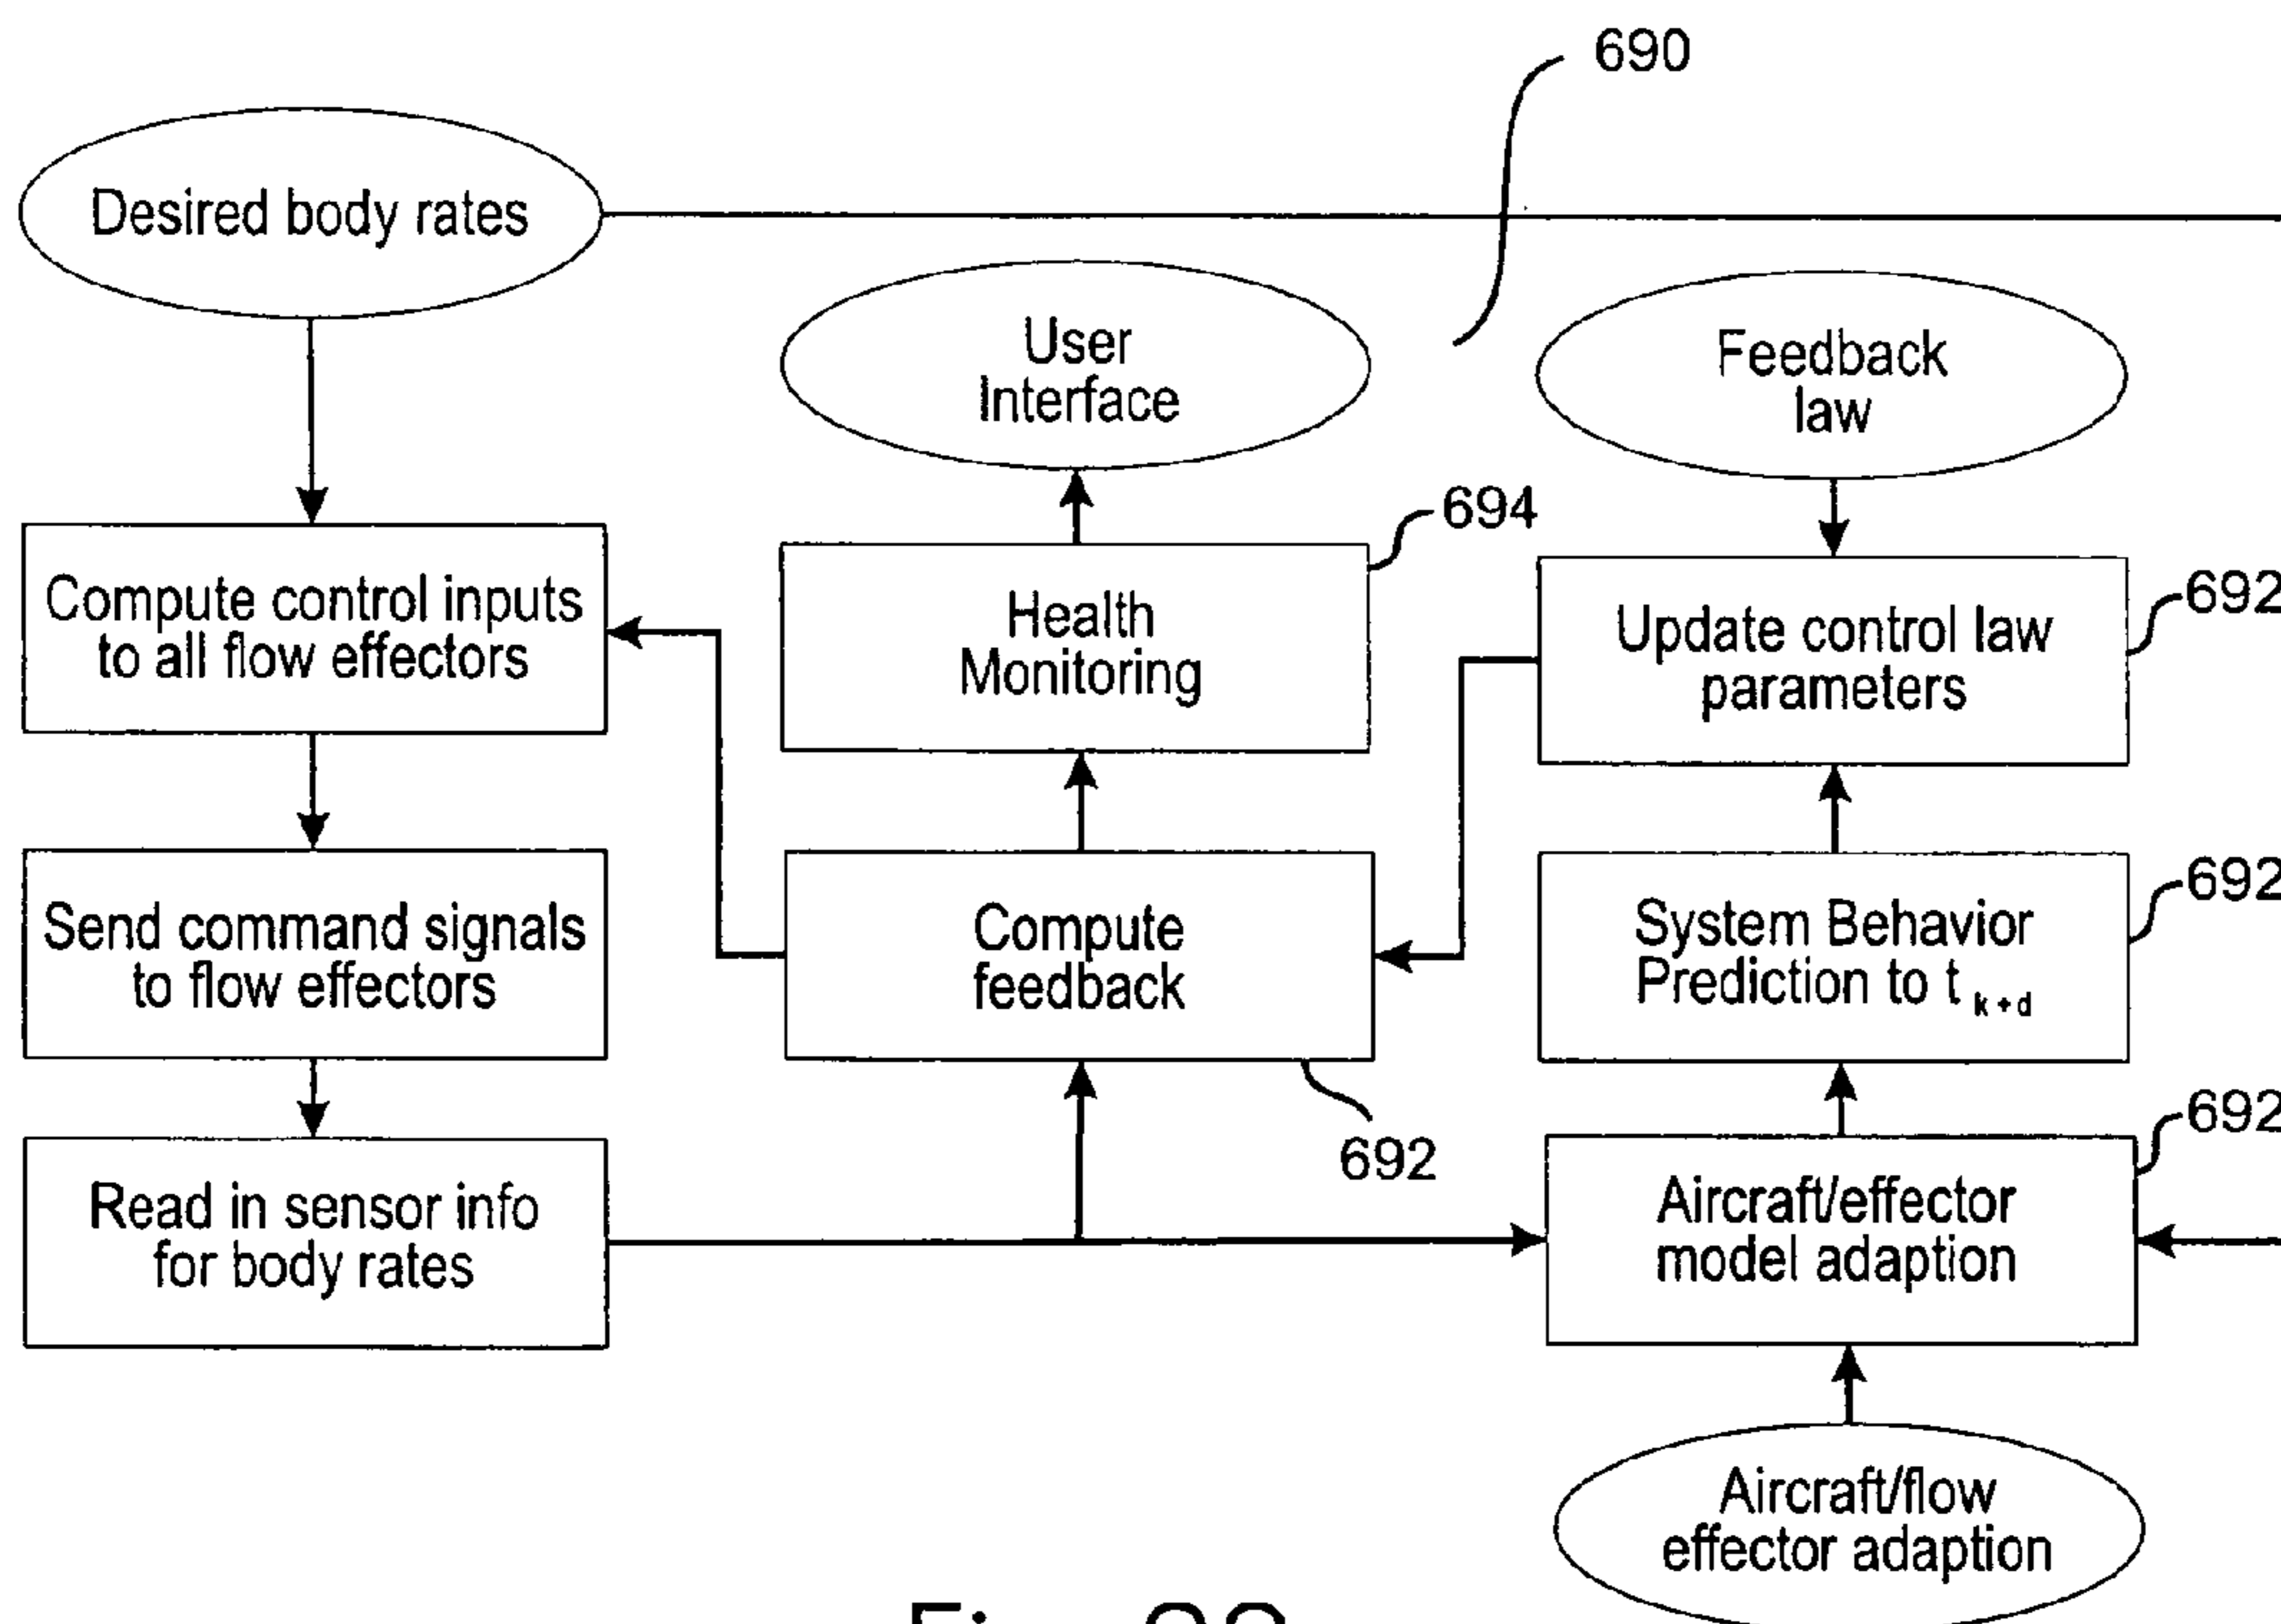 690
Desired body rates
User
Interface
Feedback
law
694
Compute control inputs
to all flow effectors
Health
Monitoring
Update control law
parameters
692
Send command signals
to flow effectors
Compute
feedback
System Behavior
Prediction to t k+d
692
692
Read in sensor info
for body rates
Aircraft/effector
model adaption
692
Aircraft/flow
effector adaption